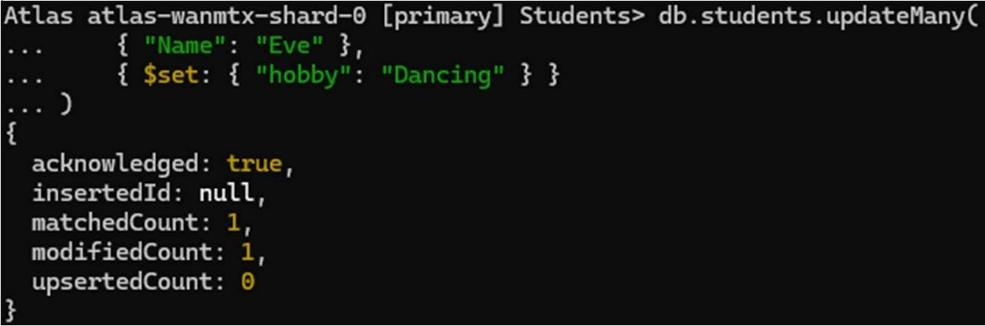 Atlas atlas-wanmtx-shard-0 [primary] Students> db.students.updateMany(
...     { "Name": "Eve" },
...     { $set: { "hobby": "Dancing" } }
... )
{
  acknowledged: true,
  insertedId: null,
  matchedCount: 1,
  modifiedCount: 1,
  upsertedCount: 0
}